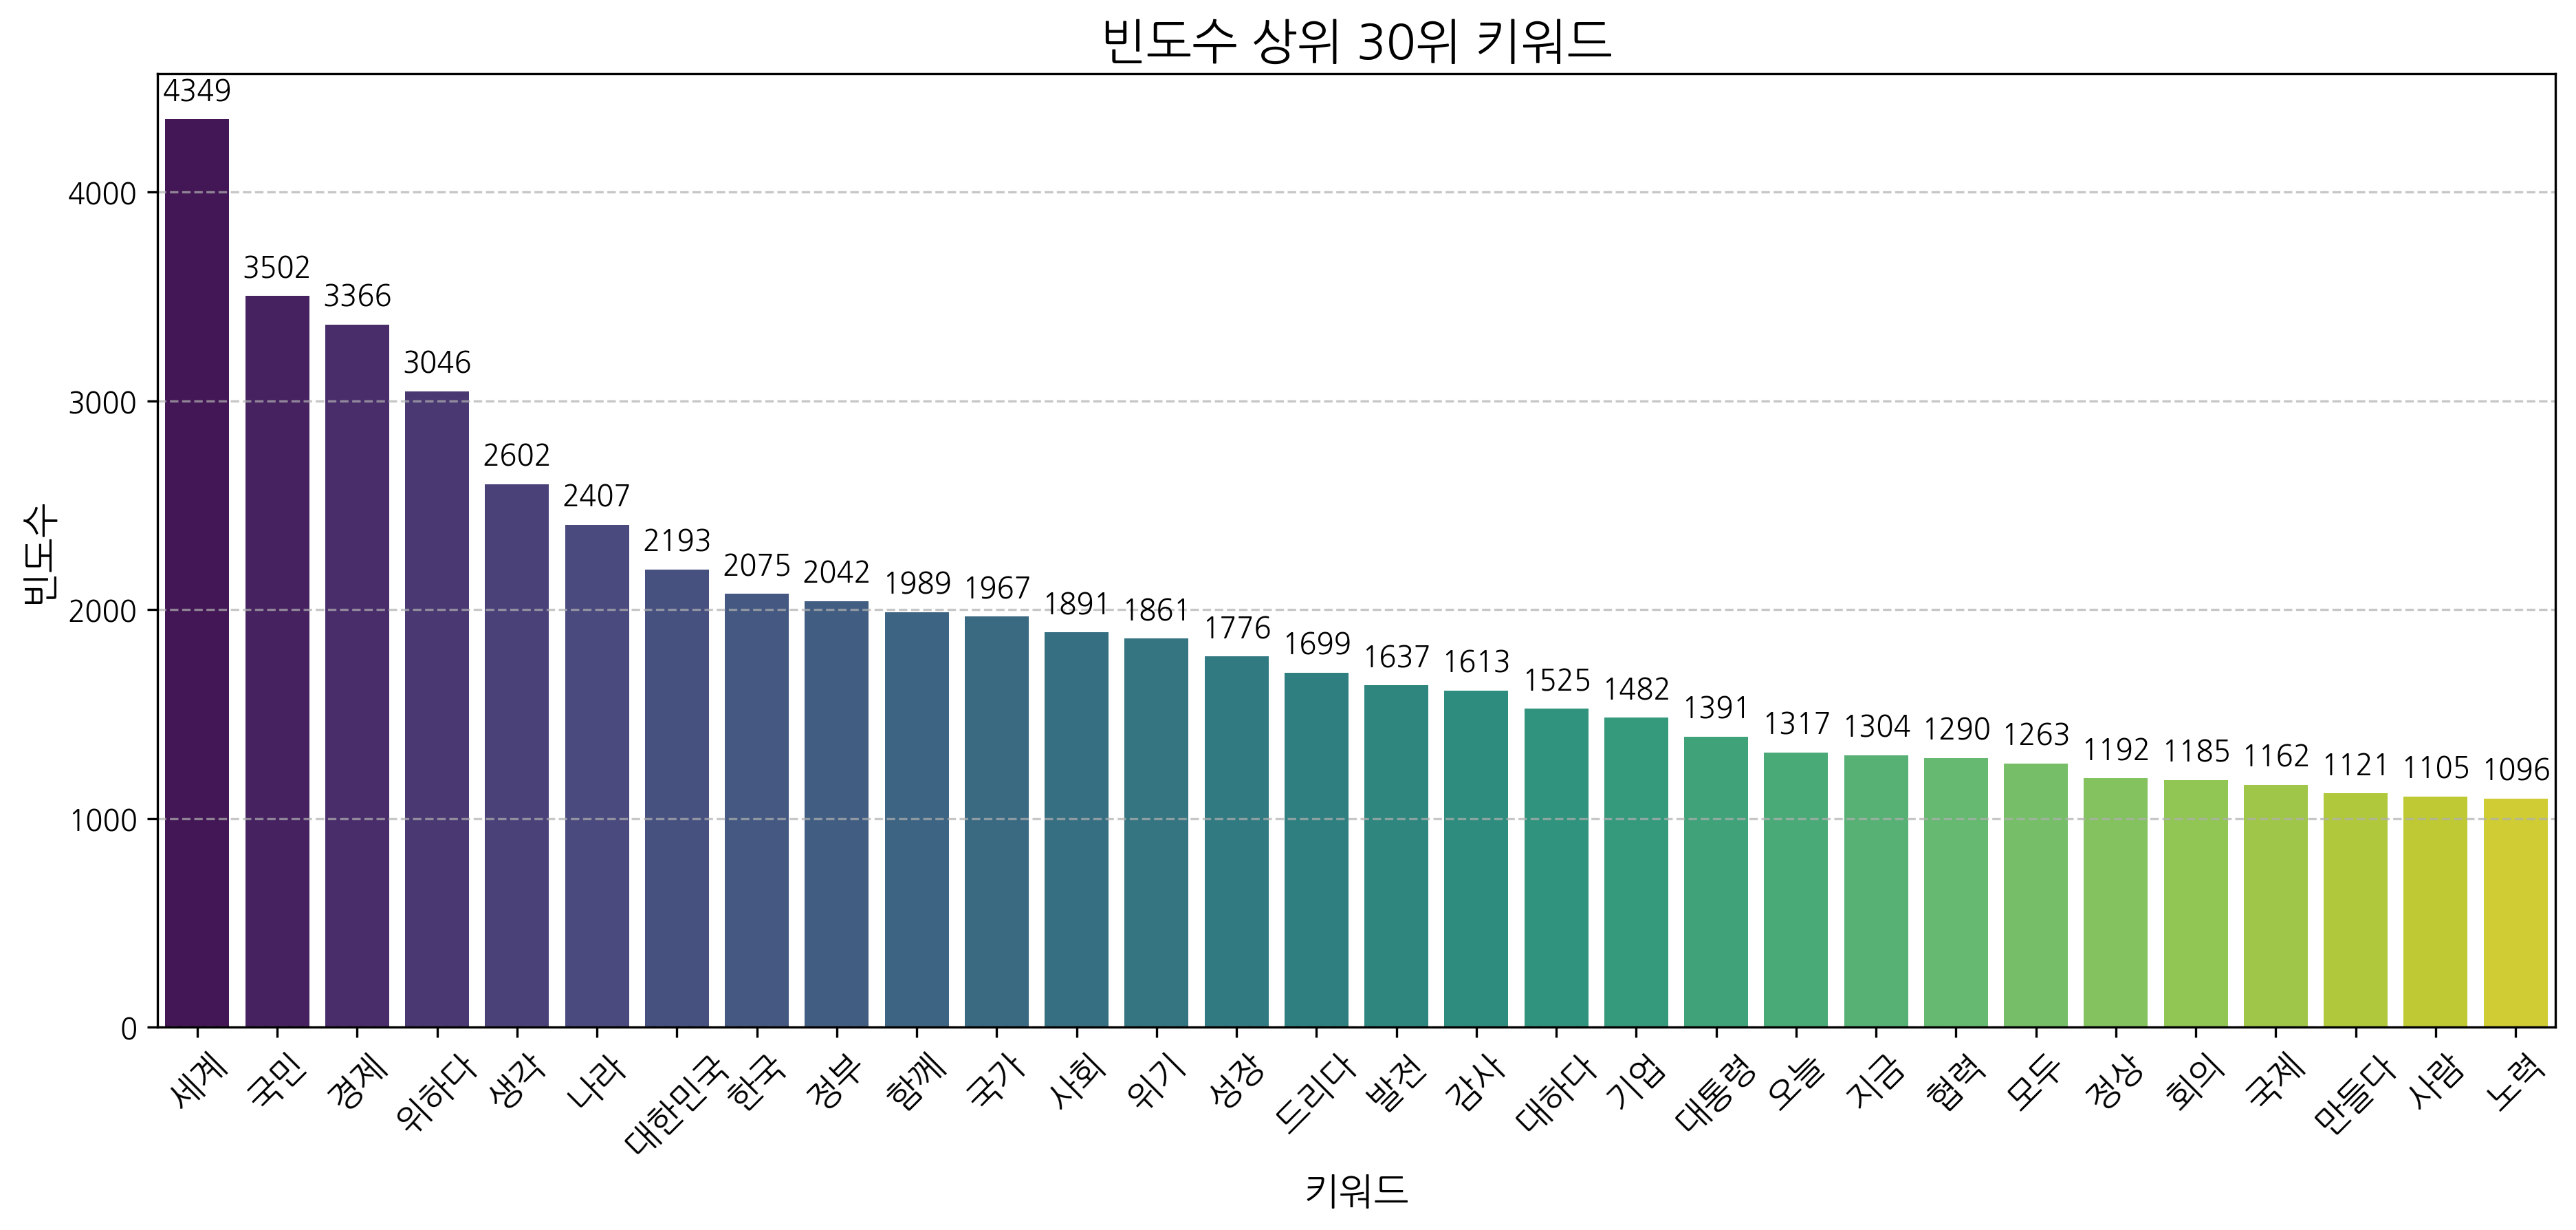 빈도수 상위 30위 키워드
4349
3502
3366
3046
2602
2407
2193
2075
2042
1989
1967
1891
1861
1776
1699
1637
1613
1525
1482
1391
1317
1304
1290
1263
1192
1185
1162
1121
1105
1096
4000
3000
2000
1000
0
빈도수
세계
국민
경제
위하다
생각
나라
대한민국
한국
정부
함께
국가
사회
위기
성장
드리다
발전
감사
대하다
기업
대통령
오늘
지금
협력
모두
정상
회의
국제
만들다
사람
노력
키워드